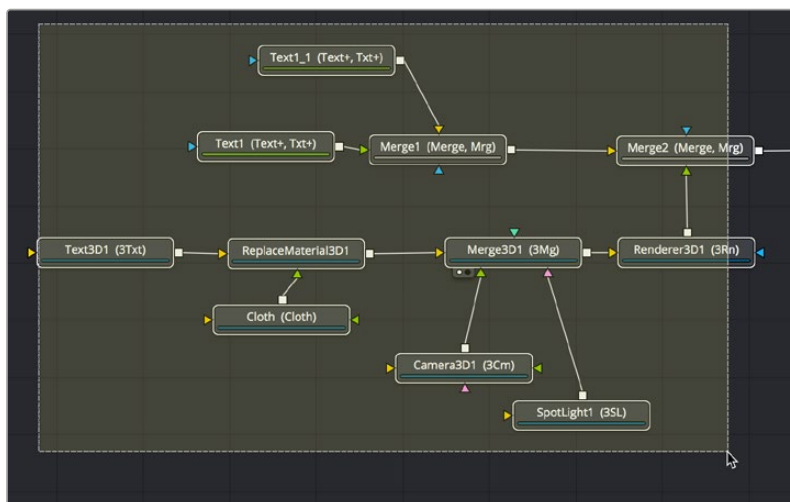 Text1_1 (Text+, Txt+)
Text1 (Text+, Txt+)
Merge1 (Merge, Mrg)
Merge2 (Merge, Mrg)
Text3D1 (3Txt)
ReplaceMaterial3D1
Merge3D1 (3Mg)
Renderer3D1 (3Rn)
Cloth (Cloth)
Camera3D1 (3Cm)
SpotLight1 (3SL)